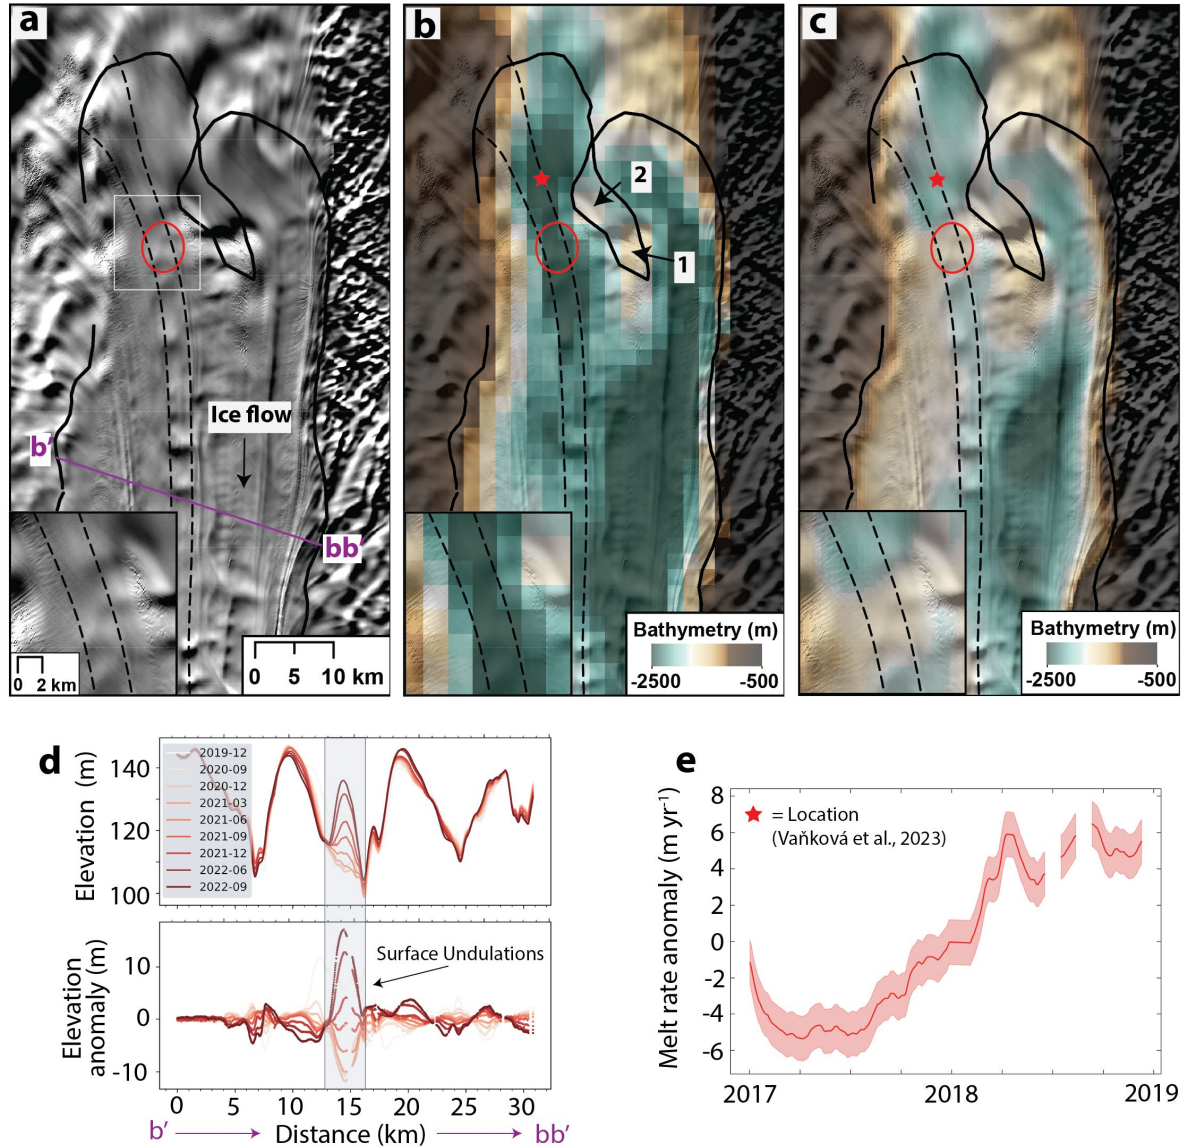 a
b
c
2
1
Ice flow
b'
bb'
0 2 km
0 5 10 km
Bathymetry (m)
-2500 -500
Bathymetry (m)
-2500 -500
d
Elevation (m)
140
120
100
2019-12
2020-09
2020-12
2021-03
2021-06
2021-09
2021-12
2022-06
2022-09
Elevation
anomaly (m)
10
0
-10
Surface Undulations
0 5 10 15 20 25 30
b' Distance (km) bb'
e
Melt rate anomaly (m yr⁻¹)
8
6
4
2
0
-2
-4
-6
= Location
(Vaňková et al., 2023)
2017 2018 2019